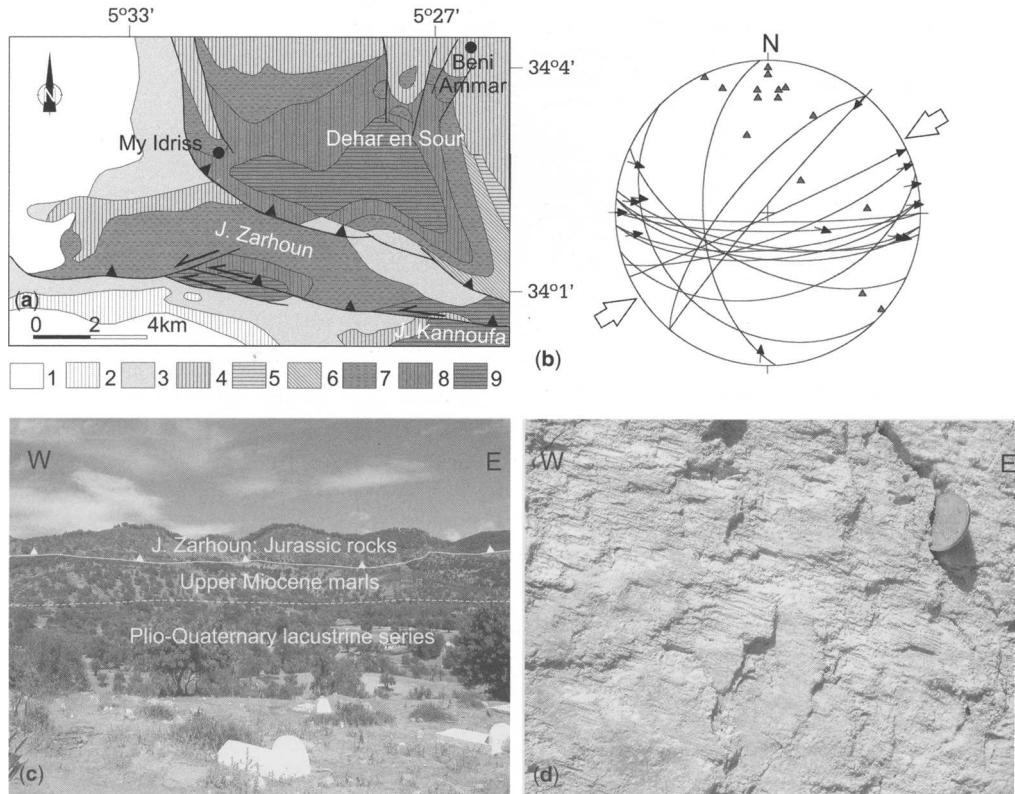 5°33' 5°27'
34°4'
34°1'
N
Beni
Ammar
My Idriss
Dehar en Sour
J. Zarhoun
J. Kannoufa
(a)
0 2 4km
1 2 3 4 5 6 7 8 9
N
(b)
W E
J. Zarhoun: Jurassic rocks
Upper Miocene marls
Plio-Quaternary lacustrine series
(c)
W E
(d)